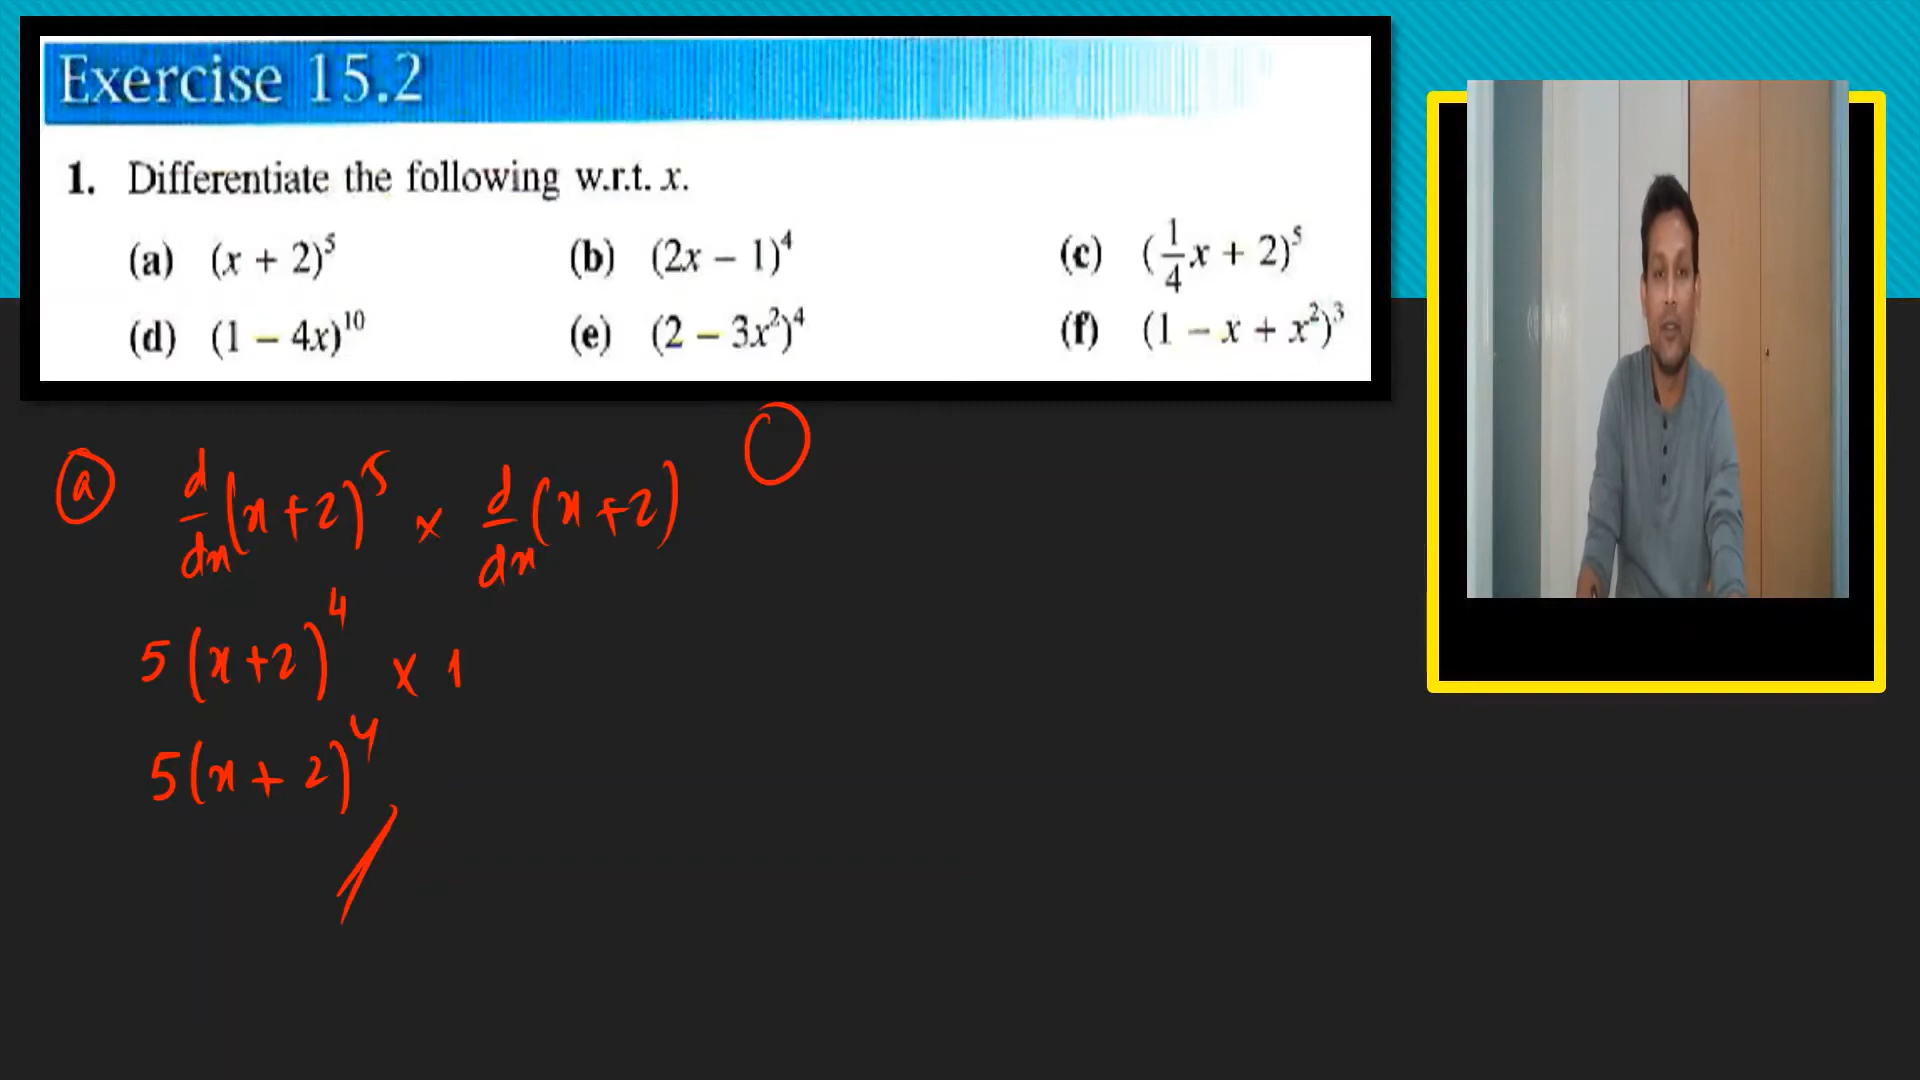 Exercise 15.2
1. Differentiate the following w.r.t. x.
(a) (x + 2)⁵ (b) (2x – 1)⁴ (c) (1/4 x + 2)⁵
(d) (1 – 4x)¹⁰ (e) (2 – 3x²)⁴ (f) (1 – x + x²)³
ⓐ d/dx (x+2)⁵ × d/dx (x+2)
5(x+2)⁴ × 1
5(x+2)⁴